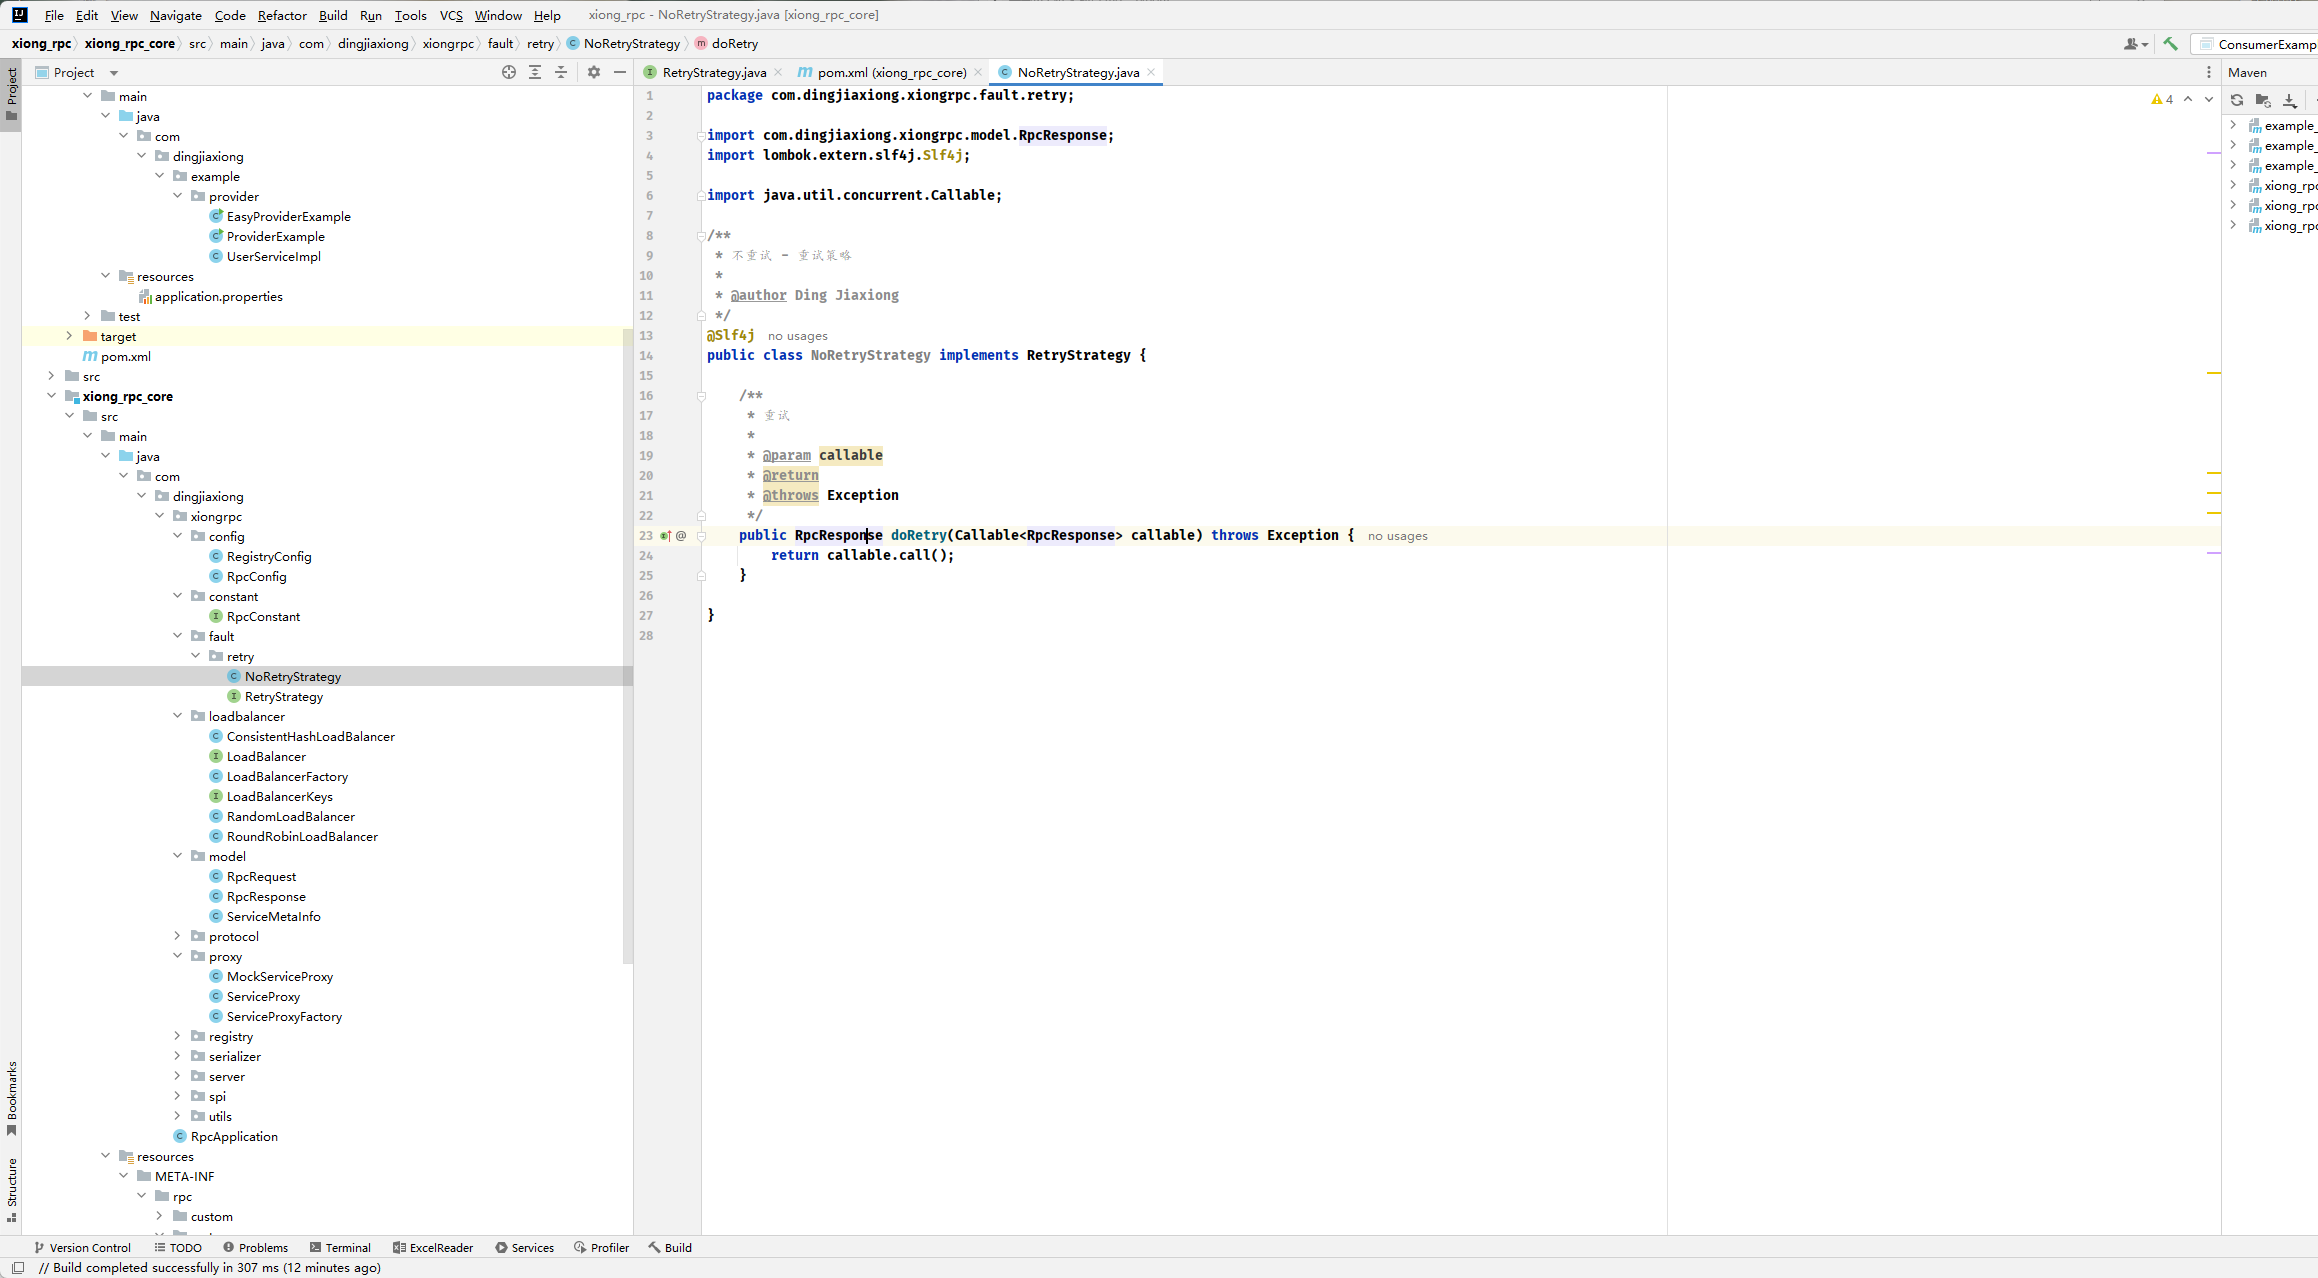 File Edit View Navigate Code Refactor Build Run Tools VCS Window Help xiong_rpc - NoRetryStrategy.java [xiong_rpc_core]
xiong_rpc xiong_rpc_core src main java com dingjiaxiong xiongrpc fault retry NoRetryStrategy doRetry ConsumerExamp
Project
RetryStrategy.java pom.xml (xiong_rpc_core) NoRetryStrategy.java
Maven
Project
Bookmarks
Structure
main
java
com
dingjiaxiong
example
provider
EasyProviderExample
ProviderExample
UserServiceImpl
resources
application.properties
test
target
pom.xml
src
xiong_rpc_core
src
main
java
com
dingjiaxiong
xiongrpc
config
RegistryConfig
RpcConfig
constant
RpcConstant
fault
retry
NoRetryStrategy
RetryStrategy
loadbalancer
ConsistentHashLoadBalancer
LoadBalancer
LoadBalancerFactory
LoadBalancerKeys
RandomLoadBalancer
RoundRobinLoadBalancer
model
RpcRequest
RpcResponse
ServiceMetaInfo
protocol
proxy
MockServiceProxy
ServiceProxy
ServiceProxyFactory
registry
serializer
server
spi
utils
RpcApplication
resources
META-INF
rpc
custom
1 package com.dingjiaxiong.xiongrpc.fault.retry;
2
3 import com.dingjiaxiong.xiongrpc.model.RpcResponse;
4 import lombok.extern.slf4j.Slf4j;
5
6 import java.util.concurrent.Callable;
7
8 /**
9 * 不重试 - 重试策略
10 *
11 * @author Ding Jiaxiong
12 */
13 @Slf4j no usages
14 public class NoRetryStrategy implements RetryStrategy {
15
16 /**
17 * 重试
18 *
19 * @param callable
20 * @return
21 * @throws Exception
22 */
23 public RpcResponse doRetry(Callable<RpcResponse> callable) throws Exception { no usages
24 return callable.call();
25 }
26
27 }
28
4
example_
example_
example_
xiong_rpc
xiong_rpc
xiong_rpc
Version Control TODO Problems Terminal ExcelReader Services Profiler Build
// Build completed successfully in 307 ms (12 minutes ago)